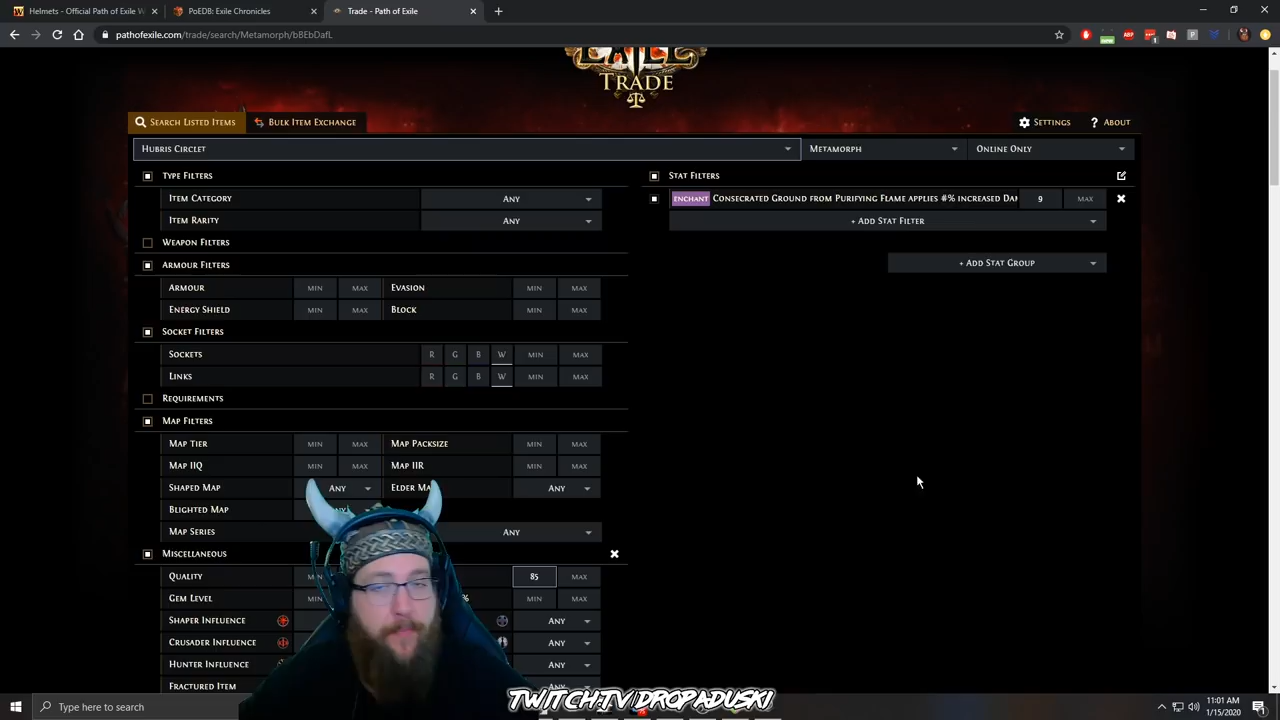 Helmets - Official Path of Exile W
PoEDB: Exile Chronicles
Trade - Path of Exile
pathofexile.com/trade/search/Metamorph/bBEbDafL
TRADE
Search Listed Items
Bulk Item Exchange
Settings
? About
Hubris Circlet
Metamorph
Online Only
Type Filters
Item Category
Any
Item Rarity
Any
Weapon Filters
Armour Filters
Armour
MIN
MAX
Evasion
MIN
MAX
Energy Shield
MIN
MAX
Block
MIN
MAX
Socket Filters
Sockets
R
G
B
W
MIN
MAX
Links
R
G
B
W
MIN
MAX
Requirements
Map Filters
Map Tier
MIN
MAX
Map Packsize
MIN
MAX
Map IIQ
MIN
MAX
Map IIR
MIN
MAX
Shaped Map
Any
Elder Ma
Any
Blighted Map
Map Series
Any
Miscellaneous
Quality
85
MAX
Gem Level
%
MIN
MAX
Shaper Influence
Any
Crusader Influence
Any
Hunter Influence
Any
Fractured Item
Any
Stat Filters
ENCHANT
Consecrated Ground from Purifying Flame applies #% increased Dam
9
MAX
+ Add Stat Filter
+ Add Stat Group
TWITCH.TV DROPADUSKI
Type here to search
11:01 AM
1/15/2020